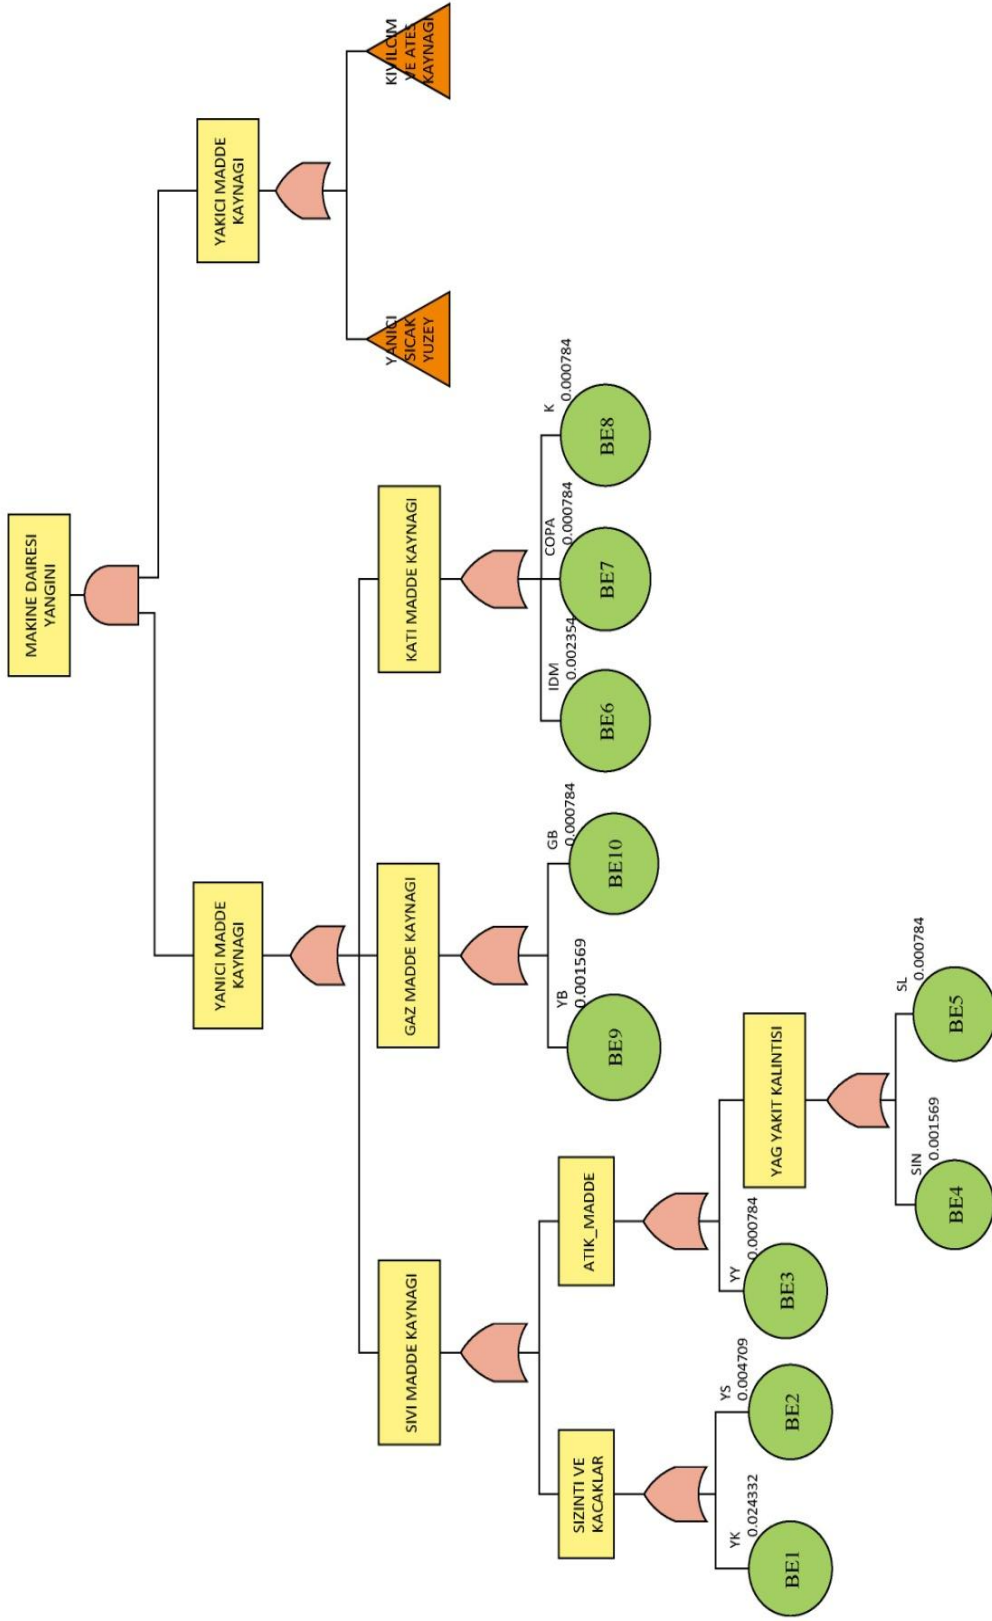 MAKINE DAIRESI
YANGINI
YANICI MADDE
KAYNAGI
YAKICI MADDE
KAYNAGI
SIVI MADDE KAYNAGI
GAZ MADDE KAYNAGI
KATI MADDE KAYNAGI
YANICI
SICAK
YUZEY
KIVILCIM
VE ATES
KAYNAGI
SIZINTI VE
KACAKLAR
ATIK_MADDE
YB
0.001569
BE9
GB
0.000784
BE10
IDM
0.002354
BE6
COPA
0.000784
BE7
K
0.000784
BE8
YK
0.024332
BE1
YS
0.004709
BE2
YY
0.000784
BE3
YAG YAKIT KALINTISI
SIN
0.001569
BE4
SL
0.000784
BE5